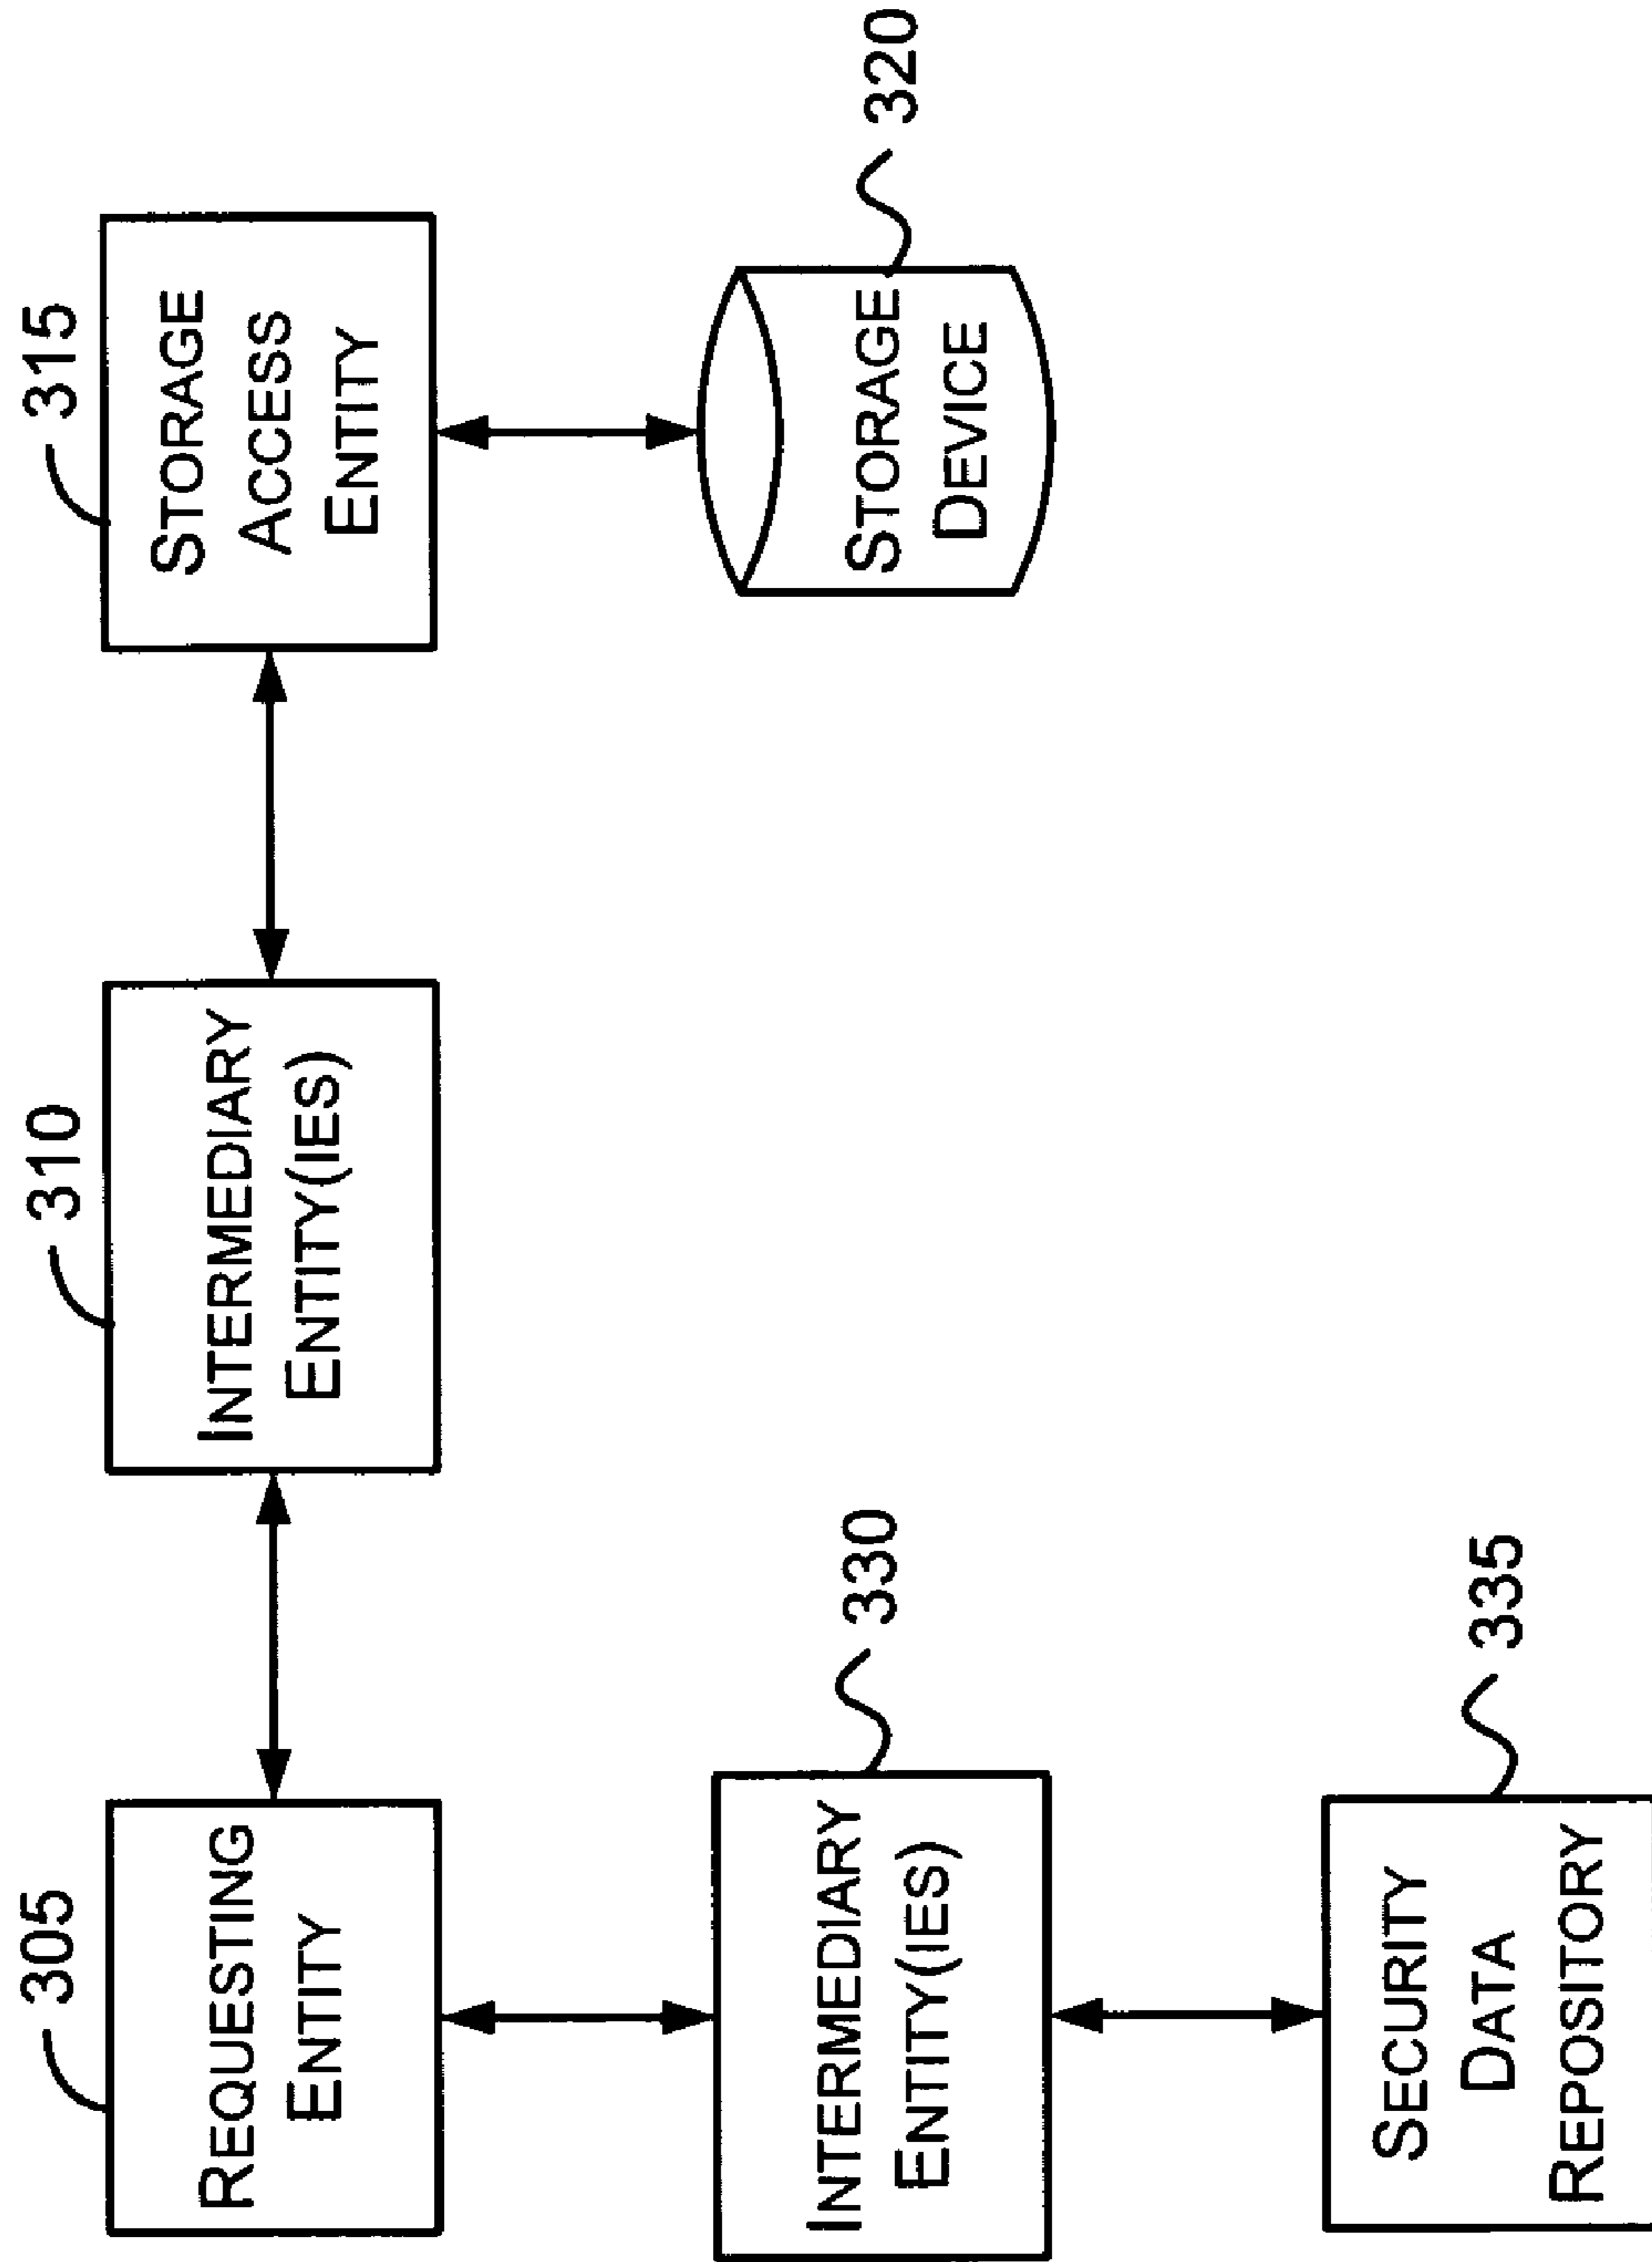 305
REQUESTING
ENTITY
310
INTERMEDIARY
ENTITY(IES)
315
STORAGE
ACCESS
ENTITY
330
INTERMEDIARY
ENTITY(IES)
320
STORAGE
DEVICE
335
SECURITY
DATA
REPOSITORY